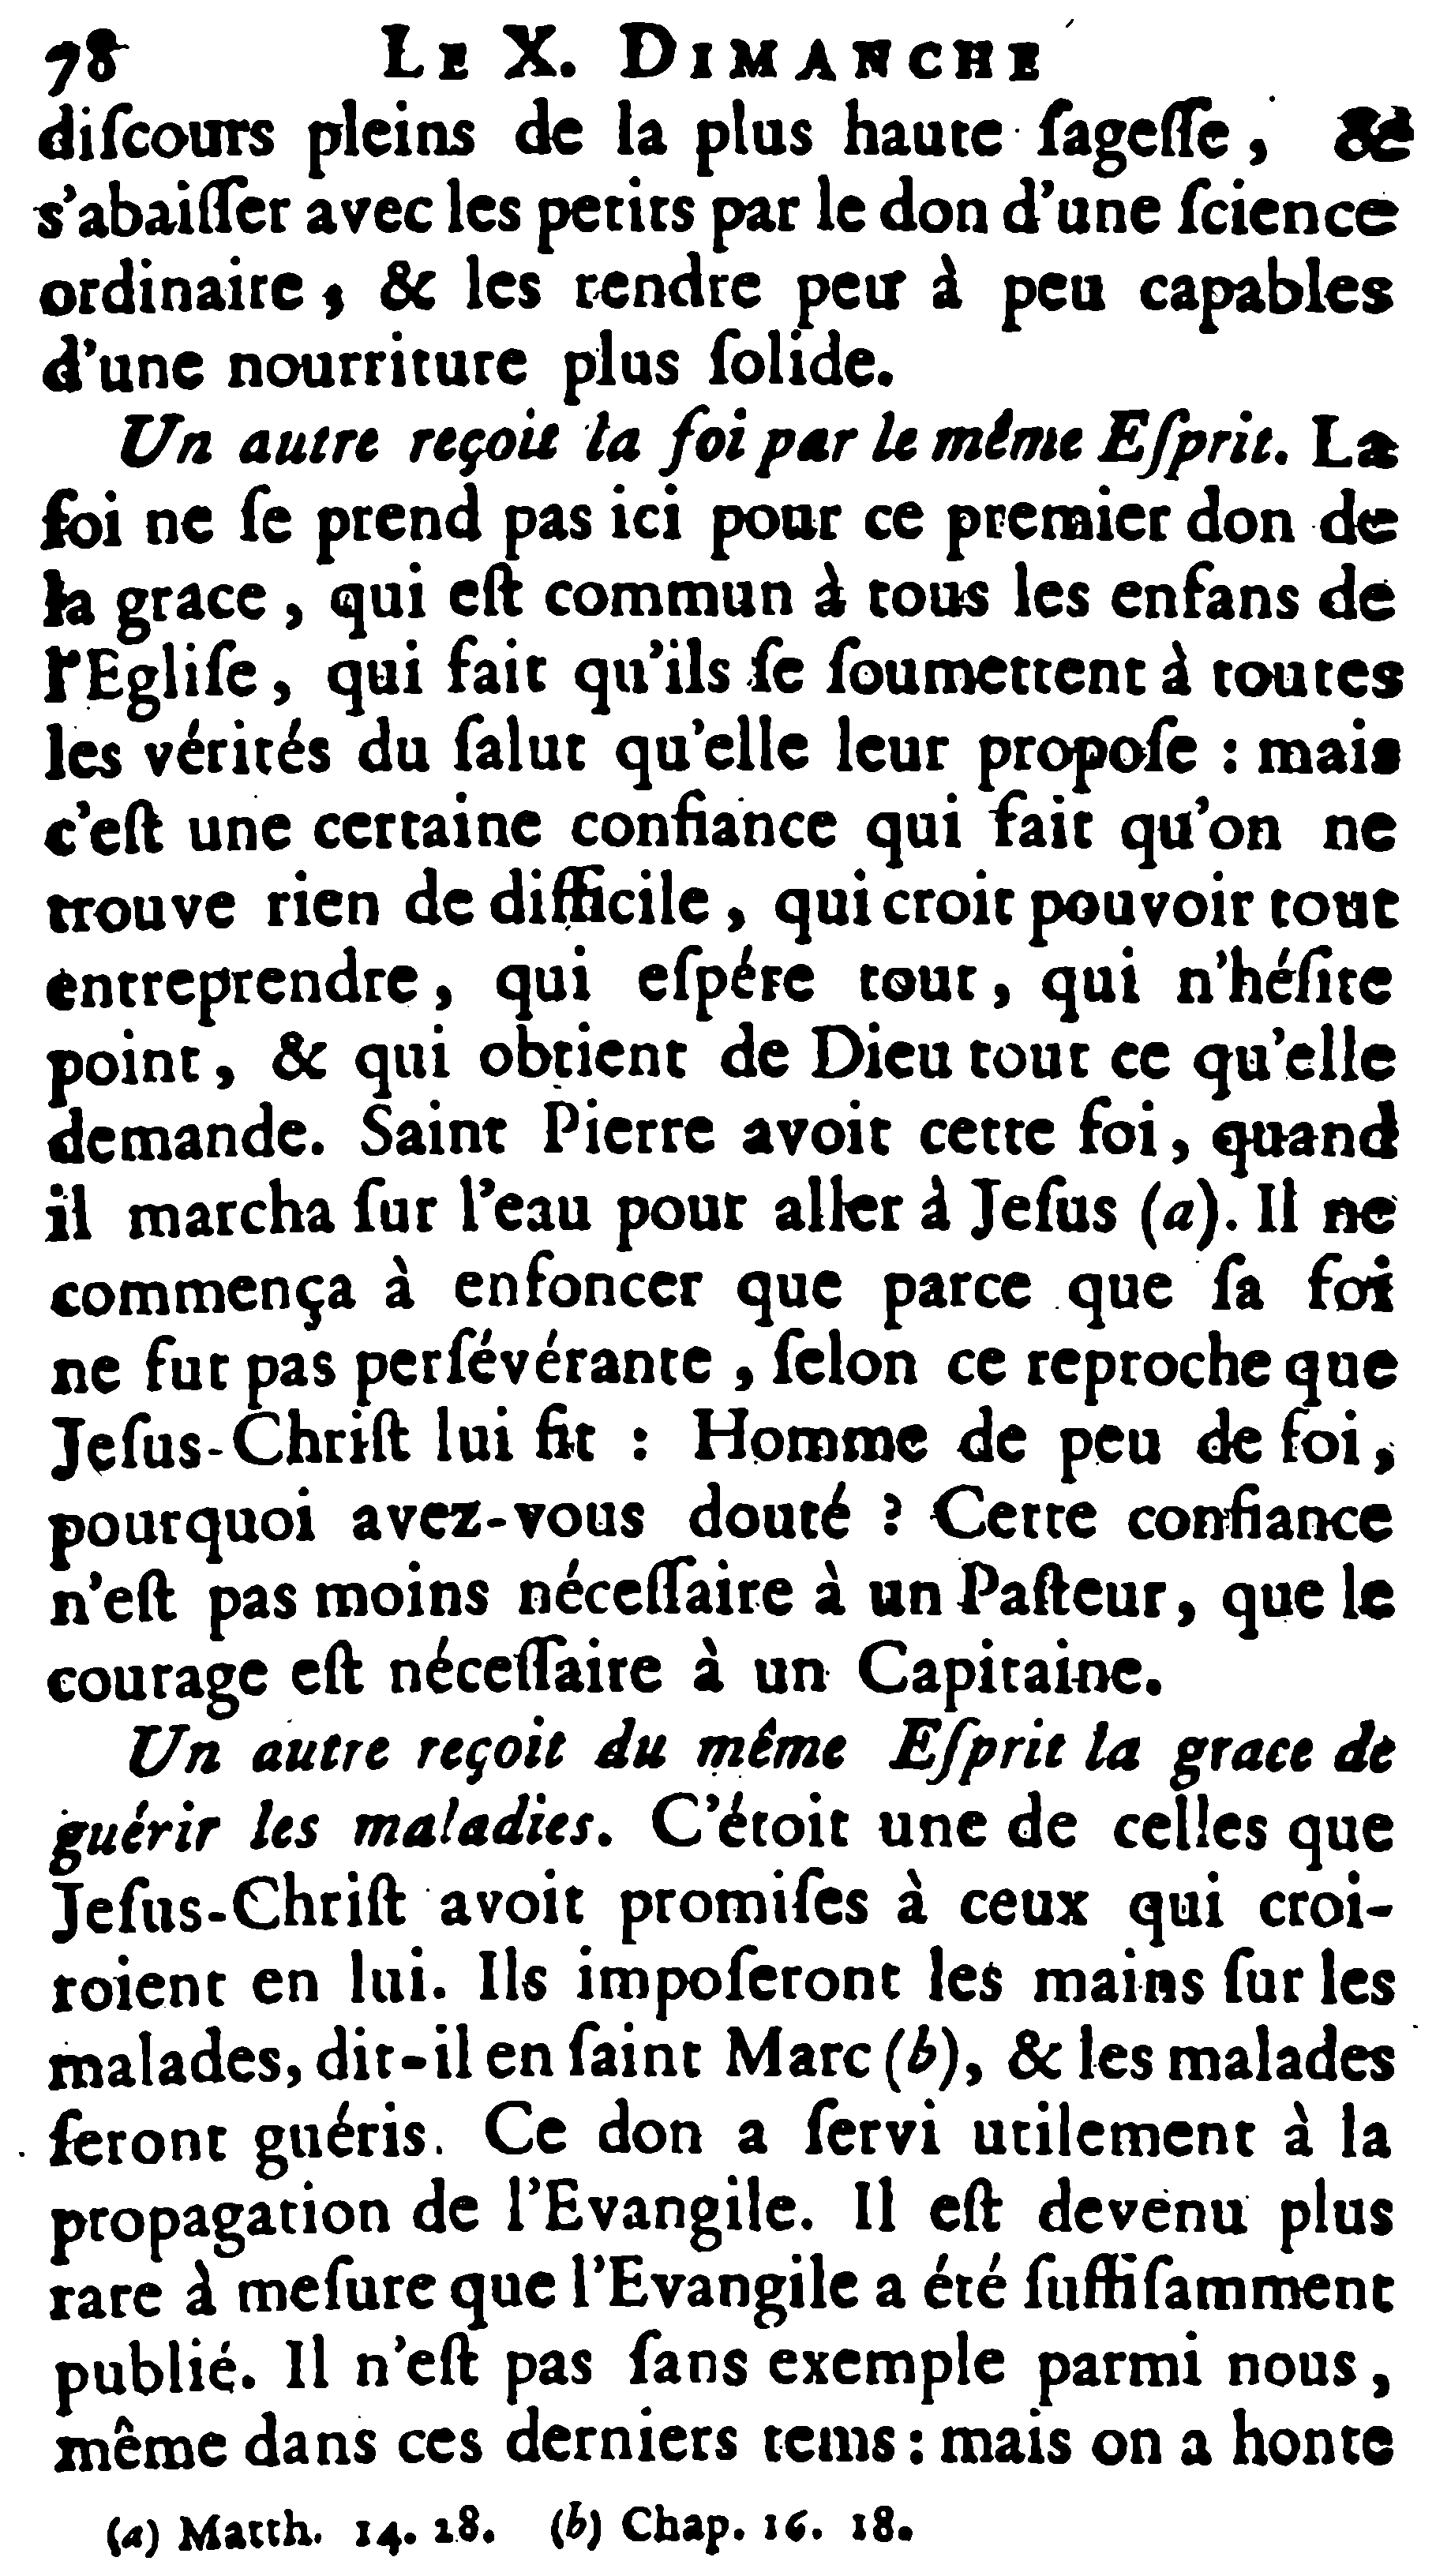 78 LE X. DIMANCHE
diſcours pleins de la plus haute ſageſſe, &
s'abaiſſer avec les petits par le don d'une ſcience
ordinaire, & les rendre peu à peu capables
d'une nourriture plus ſolide.
Un autre reçoit la foi par le même Eſprit. La
foi ne ſe prend pas ici pour ce premier don de
la grace, qui eſt commun à tous les enfans de
l'Egliſe, qui fait qu'ils ſe ſoumettent à toutes
les vérités du ſalut qu'elle leur propoſe : mais
c'eſt une certaine confiance qui fait qu'on ne
trouve rien de difficile, qui croit pouvoir tout
entreprendre, qui eſpére tout, qui n'héſite
point, & qui obtient de Dieu tout ce qu'elle
demande. Saint Pierre avoit cette foi, quand
il marcha ſur l'eau pour aller à Jeſus (a). Il ne
commença à enfoncer que parce que ſa foi
ne fut pas perſévérante, ſelon ce reproche que
Jeſus-Chriſt lui fit : Homme de peu de foi,
pourquoi avez-vous douté ? Cette confiance
n'eſt pas moins néceſſaire à un Paſteur, que le
courage eſt néceſſaire à un Capitaine.
Un autre reçoit du même Eſprit la grace de
guérir les maladies. C'étoit une de celles que
Jeſus-Chriſt avoit promiſes à ceux qui croi-
roient en lui. Ils impoſeront les mains ſur les
malades, dit-il en ſaint Marc (b), & les malades
ſeront guéris. Ce don a ſervi utilement à la
propagation de l'Evangile. Il eſt devenu plus
rare à meſure que l'Evangile a été ſuffiſamment
publié. Il n'eſt pas ſans exemple parmi nous,
même dans ces derniers tems : mais on a honte
(a) Matth. 14. 28. (b) Chap. 16. 18.